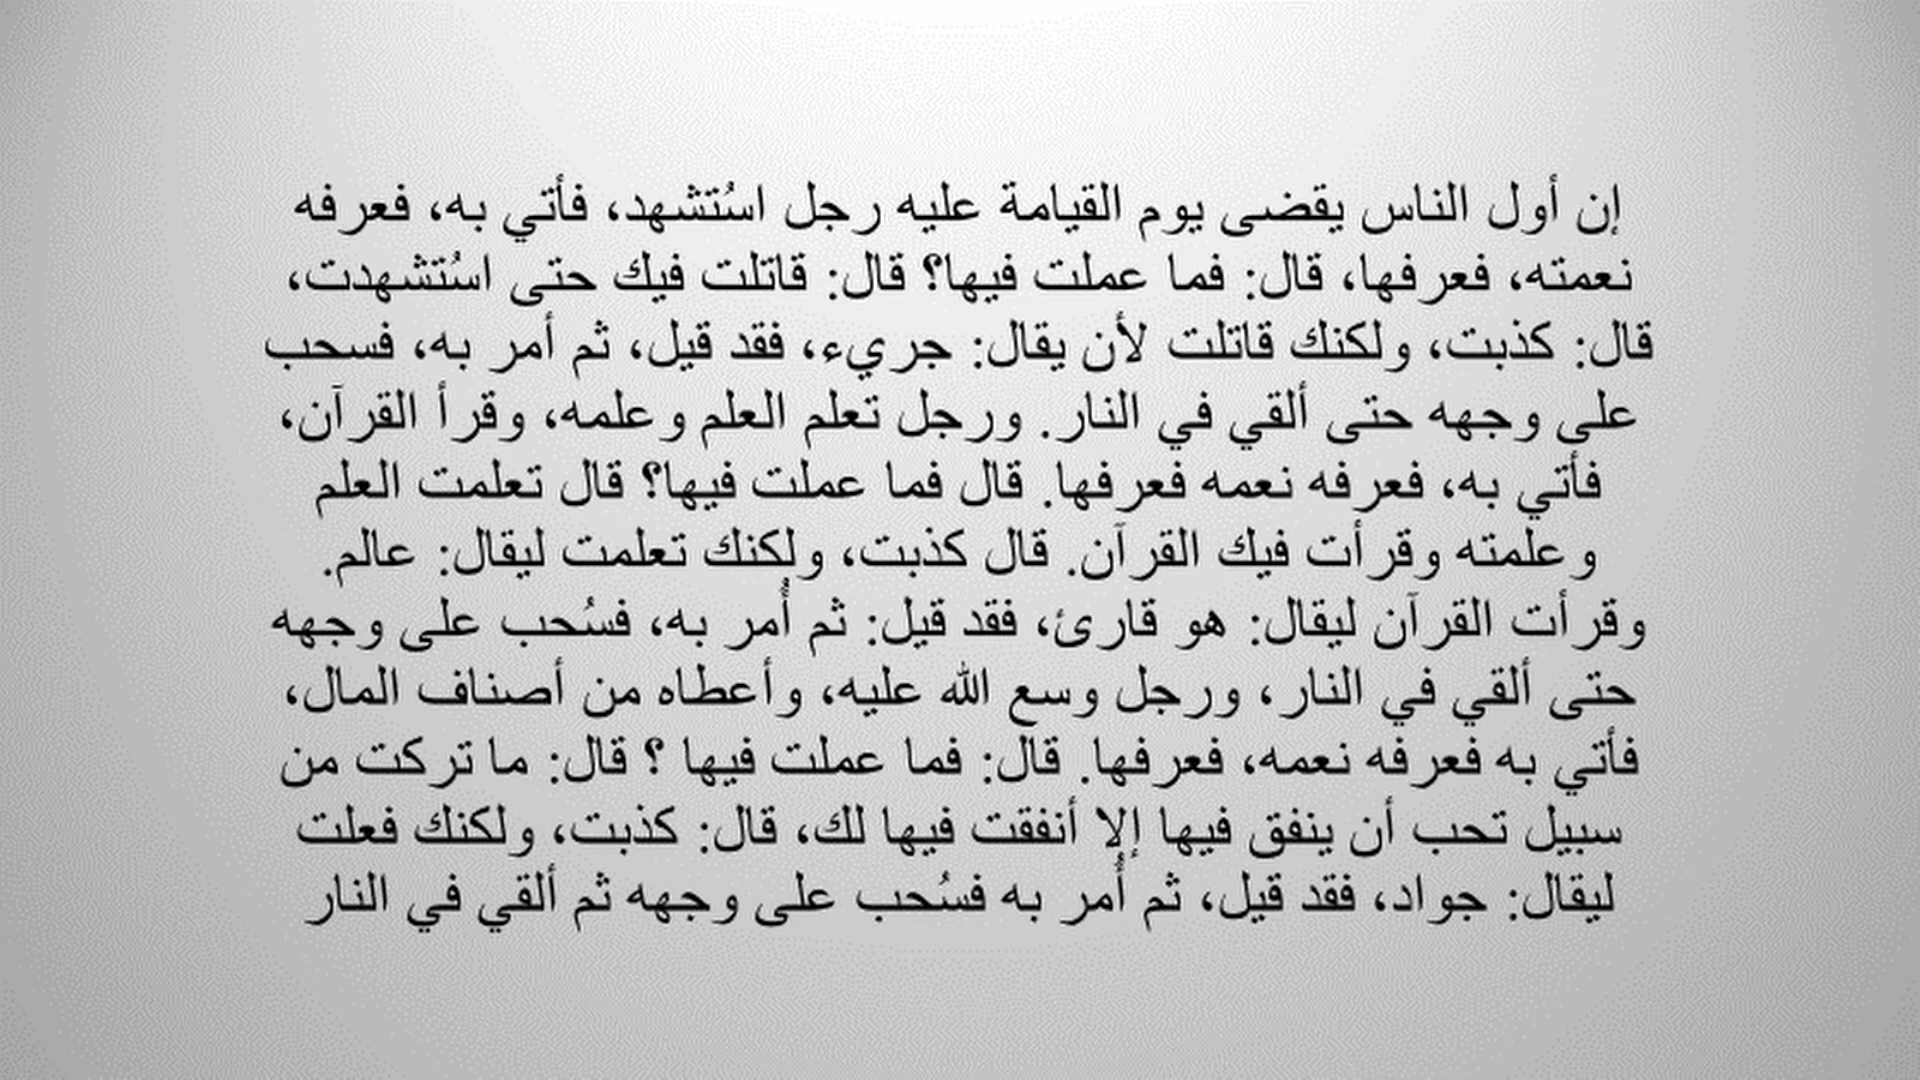 إن أول الناس يقضى يوم القيامة عليه رجل استُشهد، فأتي به، فعرفه
نعمته، فعرفها، قال: فما عملت فيها؟ قال: قاتلت فيك حتى استُشهدت،
قال: كذبت، ولكنك قاتلت لأن يقال: جريء، فقد قيل، ثم أمر به، فسحب
على وجهه حتى ألقي في النار. ورجل تعلم العلم وعلمه، وقرأ القرآن،
فأتي به، فعرفه نعمه فعرفها. قال فما عملت فيها؟ قال تعلمت العلم
وعلمته وقرأت فيك القرآن. قال كذبت، ولكنك تعلمت ليقال: عالم.
وقرأت القرآن ليقال: هو قارئ، فقد قيل: ثم أُمر به، فسُحب على وجهه
حتى ألقي في النار، ورجل وسع الله عليه، وأعطاه من أصناف المال،
فأتي به فعرفه نعمه، فعرفها. قال: فما عملت فيها ؟ قال: ما تركت من
سبيل تحب أن ينفق فيها إلا أنفقت فيها لك، قال: كذبت، ولكنك فعلت
ليقال: جواد، فقد قيل، ثم أُمر به فسُحب على وجهه ثم ألقي في النار